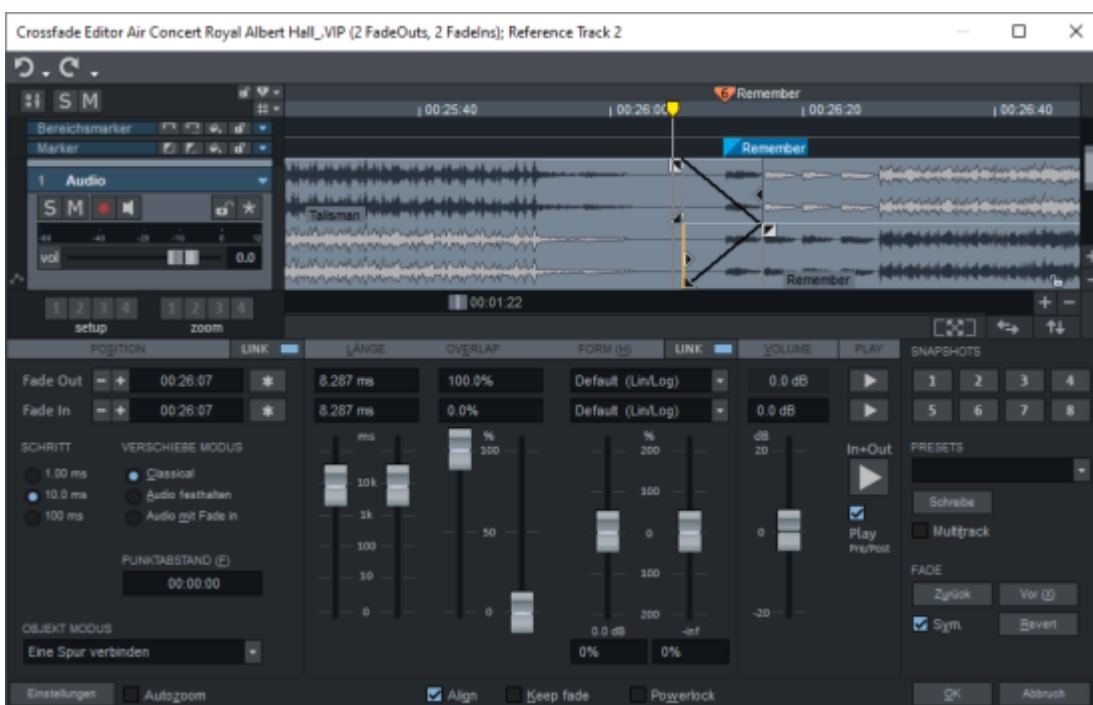 Crossfade Editor Air Concert Royal Albert Hall_.VIP (2 FadeOuts, 2 FadeIns); Reference Track 2
S M
6 Remember
00:25:40 00:26:00 00:26:20 00:26:40
Bereichsmarker
Marker
Remember
1 Audio
S M
Talisman
-60 -40 -20 -10 0 12
vol 0.0
Remember
1 2 3 4 1 2 3 4
setup zoom
00:01:22
POSITION LINK LÄNGE OVERLAP FORM (H) LINK VOLUME PLAY SNAPSHOTS
Fade Out - + 00:26:07 * 8.287 ms 100.0% Default (Lin/Log) 0.0 dB 1 2 3 4
Fade In - + 00:26:07 * 8.287 ms 0.0% Default (Lin/Log) 0.0 dB 5 6 7 8
SCHRITT VERSCHIEBE MODUS ms % % dB In+Out PRESETS
1.00 ms Classical
10.0 ms Audio festhalten
100 ms Audio mit Fade in
10k
1k
100
10
0
100
50
0
200
100
0
100
200
20
0
-20
Play
Pre/Post
Schreibe
Multitrack
PUNKTABSTAND (F)
00:00:00
FADE
Zurück Vor (X)
Sym. Revert
OBJEKT MODUS
Eine Spur verbinden
0.0 dB -inf
0% 0%
Einstellungen Autozoom Align Keep fade Powerlock OK Abbruch